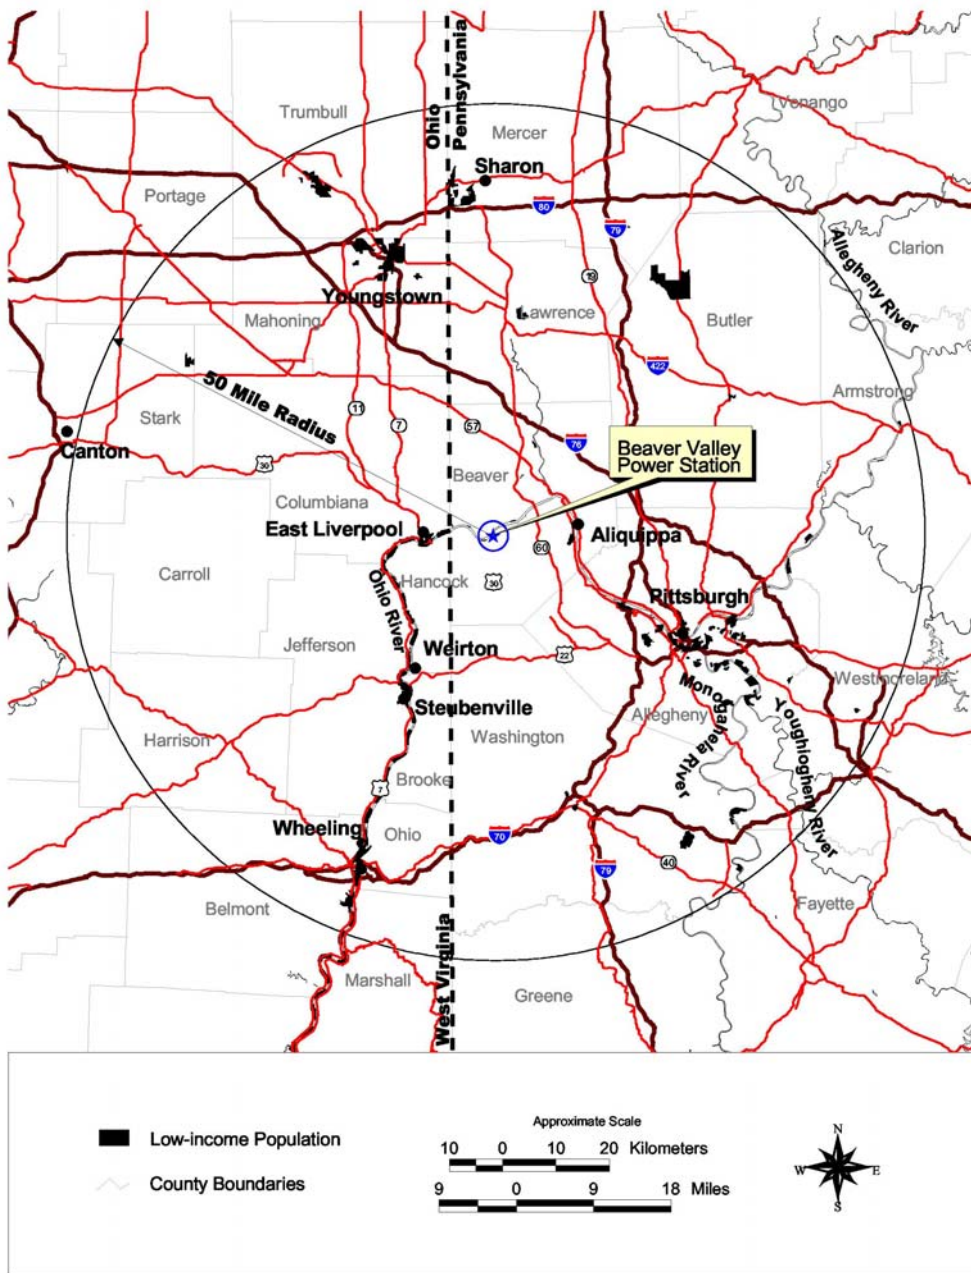 Trumbull
Ohio
Pennsylvania
Venango
Mercer
Sharon
Portage
80
79
Allegheny River
Clarion
19
Youngstown
Lawrence
Mahoning
Butler
422
Armstrong
50 Mile Radius
Stark
11
7
57
76
Beaver Valley
Power Station
Canton
30
Beaver
Columbiana
East Liverpool
Aliquippa
60
Carroll
Ohio River
Hancock
30
Pittsburgh
Jefferson
Weirton
22
Westmoreland
Monogahela River
Youghiogheny River
Steubenville
Allegheny
Washington
Harrison
Brooke
7
Wheeling
Ohio
70
79
40
Belmont
Fayette
West Virginia
Marshall
Greene
Low-income Population
County Boundaries
Approximate Scale
10 0 10 20 Kilometers
9 0 9 18 Miles
N
W E
S